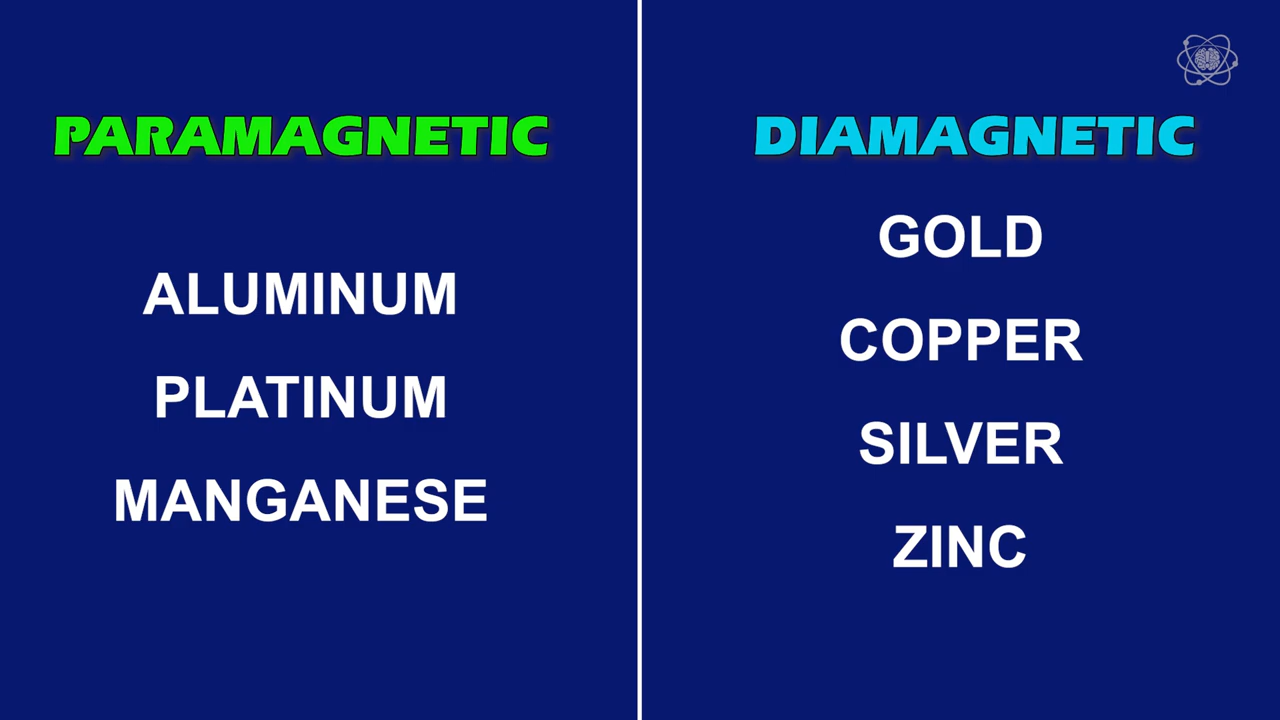 PARAMAGNETIC
ALUMINUM
PLATINUM
MANGANESE
DIAMAGNETIC
GOLD
COPPER
SILVER
ZINC